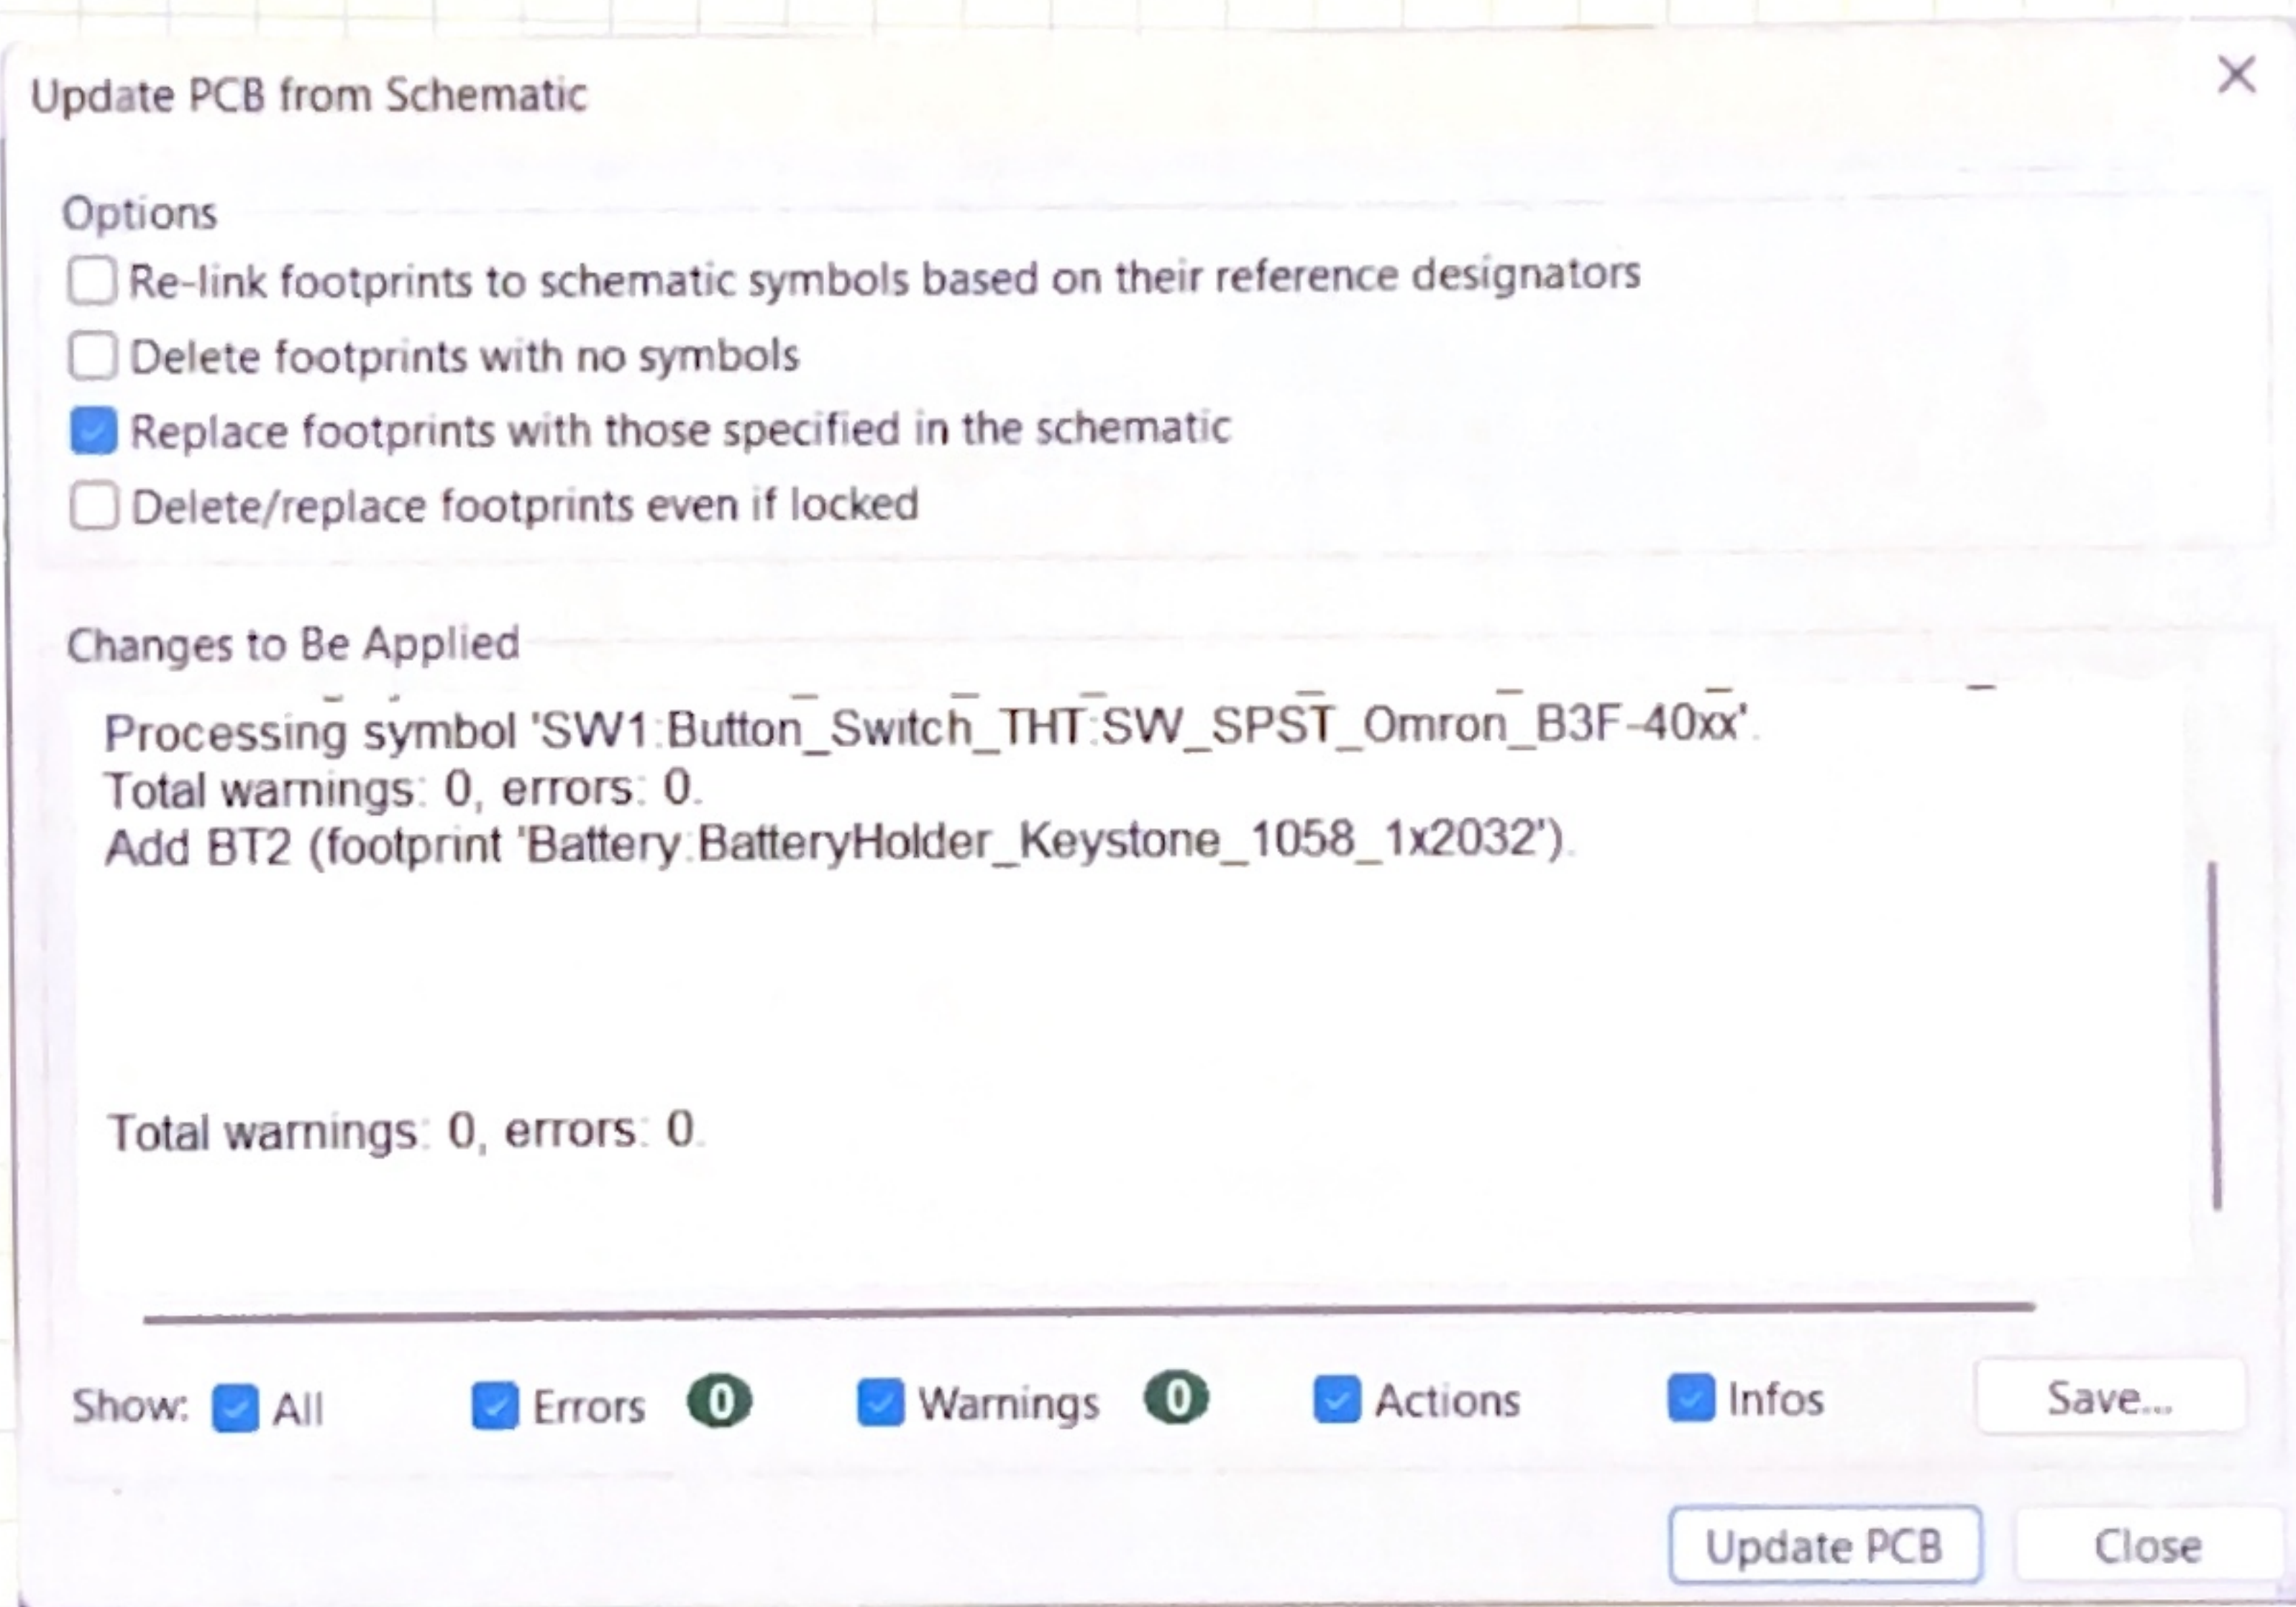 Update PCB from Schematic
Options
Re-link footprints to schematic symbols based on their reference designators
Delete footprints with no symbols
Replace footprints with those specified in the schematic
Delete/replace footprints even if locked
Changes to Be Applied
Processing symbol 'SW1:Button_Switch_THT:SW_SPST_Omron_B3F-40xx'.
Total warnings: 0, errors: 0.
Add BT2 (footprint 'Battery:BatteryHolder_Keystone_1058_1x2032').
Total warnings: 0, errors: 0.
Show: All Errors 0 Warnings 0 Actions Infos Save...
Update PCB Close